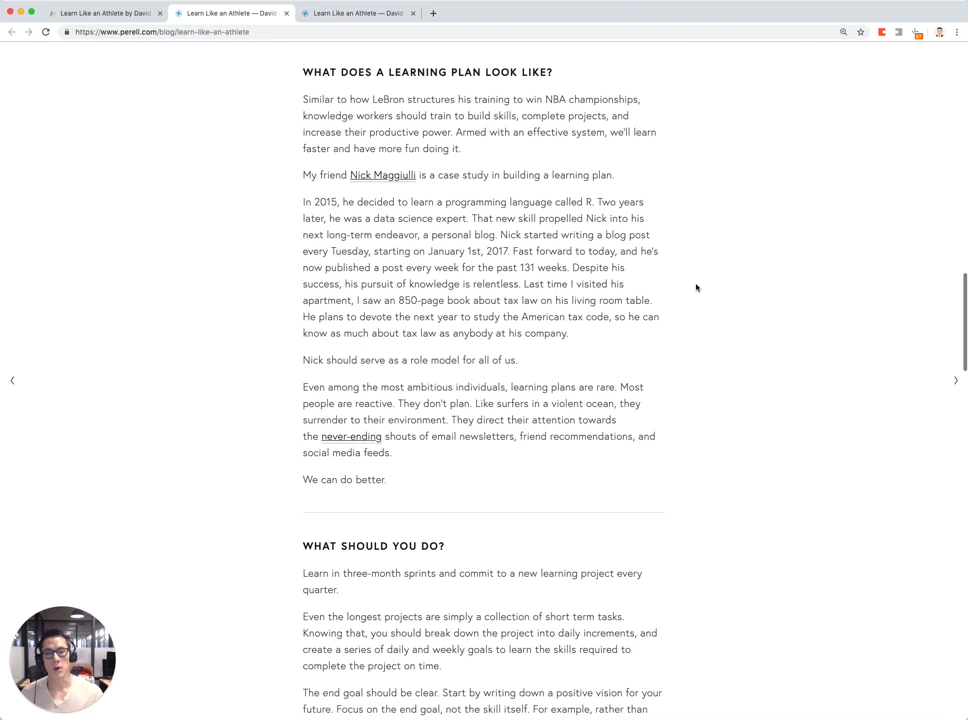 Learn Like an Athlete by David
Learn Like an Athlete — David
Learn Like an Athlete — David
https://www.perell.com/blog/learn-like-an-athlete
WHAT DOES A LEARNING PLAN LOOK LIKE?
Similar to how LeBron structures his training to win NBA championships,
knowledge workers should train to build skills, complete projects, and
increase their productive power. Armed with an effective system, we'll learn
faster and have more fun doing it.
My friend Nick Maggiulli is a case study in building a learning plan.
In 2015, he decided to learn a programming language called R. Two years
later, he was a data science expert. That new skill propelled Nick into his
next long-term endeavor, a personal blog. Nick started writing a blog post
every Tuesday, starting on January 1st, 2017. Fast forward to today, and he's
now published a post every week for the past 131 weeks. Despite his
success, his pursuit of knowledge is relentless. Last time I visited his
apartment, I saw an 850-page book about tax law on his living room table.
He plans to devote the next year to study the American tax code, so he can
know as much about tax law as anybody at his company.
Nick should serve as a role model for all of us.
Even among the most ambitious individuals, learning plans are rare. Most
people are reactive. They don't plan. Like surfers in a violent ocean, they
surrender to their environment. They direct their attention towards
the never-ending shouts of email newsletters, friend recommendations, and
social media feeds.
We can do better.
WHAT SHOULD YOU DO?
Learn in three-month sprints and commit to a new learning project every
quarter.
Even the longest projects are simply a collection of short term tasks.
Knowing that, you should break down the project into daily increments, and
create a series of daily and weekly goals to learn the skills required to
complete the project on time.
The end goal should be clear. Start by writing down a positive vision for your
future. Focus on the end goal, not the skill itself. For example, rather than